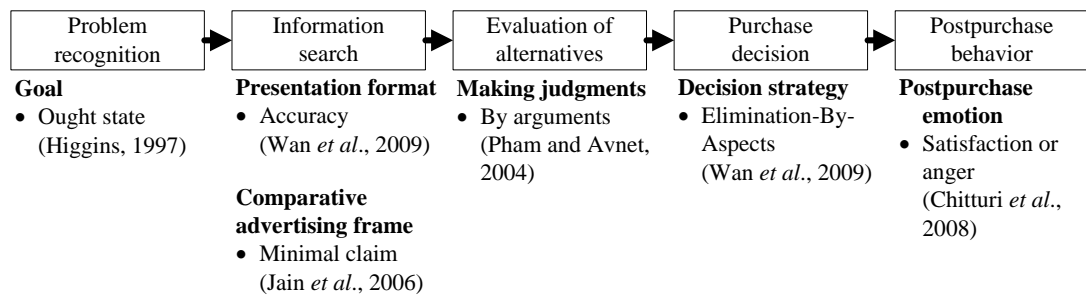 Problem
recognition
Information
search
Evaluation of
alternatives
Purchase
decision
Postpurchase
behavior
Goal
• Ought state
(Higgins, 1997)
Presentation format
• Accuracy
(Wan et al., 2009)
Comparative
advertising frame
• Minimal claim
(Jain et al., 2006)
Making judgments
• By arguments
(Pham and Avnet,
2004)
Decision strategy
• Elimination-By-
Aspects
(Wan et al., 2009)
Postpurchase
emotion
• Satisfaction or
anger
(Chitturi et al.,
2008)